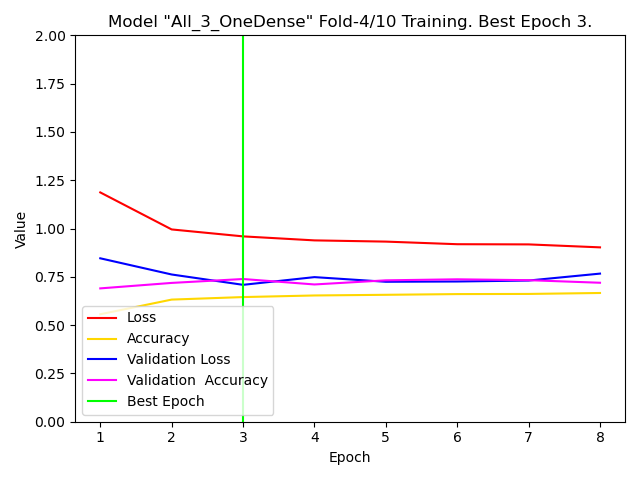 Model "All_3_OneDense" Fold-4/10 Training. Best Epoch 3.
2.00
1.75
1.50
1.25
1.00
0.75
0.50
0.25
0.00
Value
Loss
Accuracy
Validation Loss
Validation  Accuracy
Best Epoch
1 2 3 4 5 6 7 8
Epoch